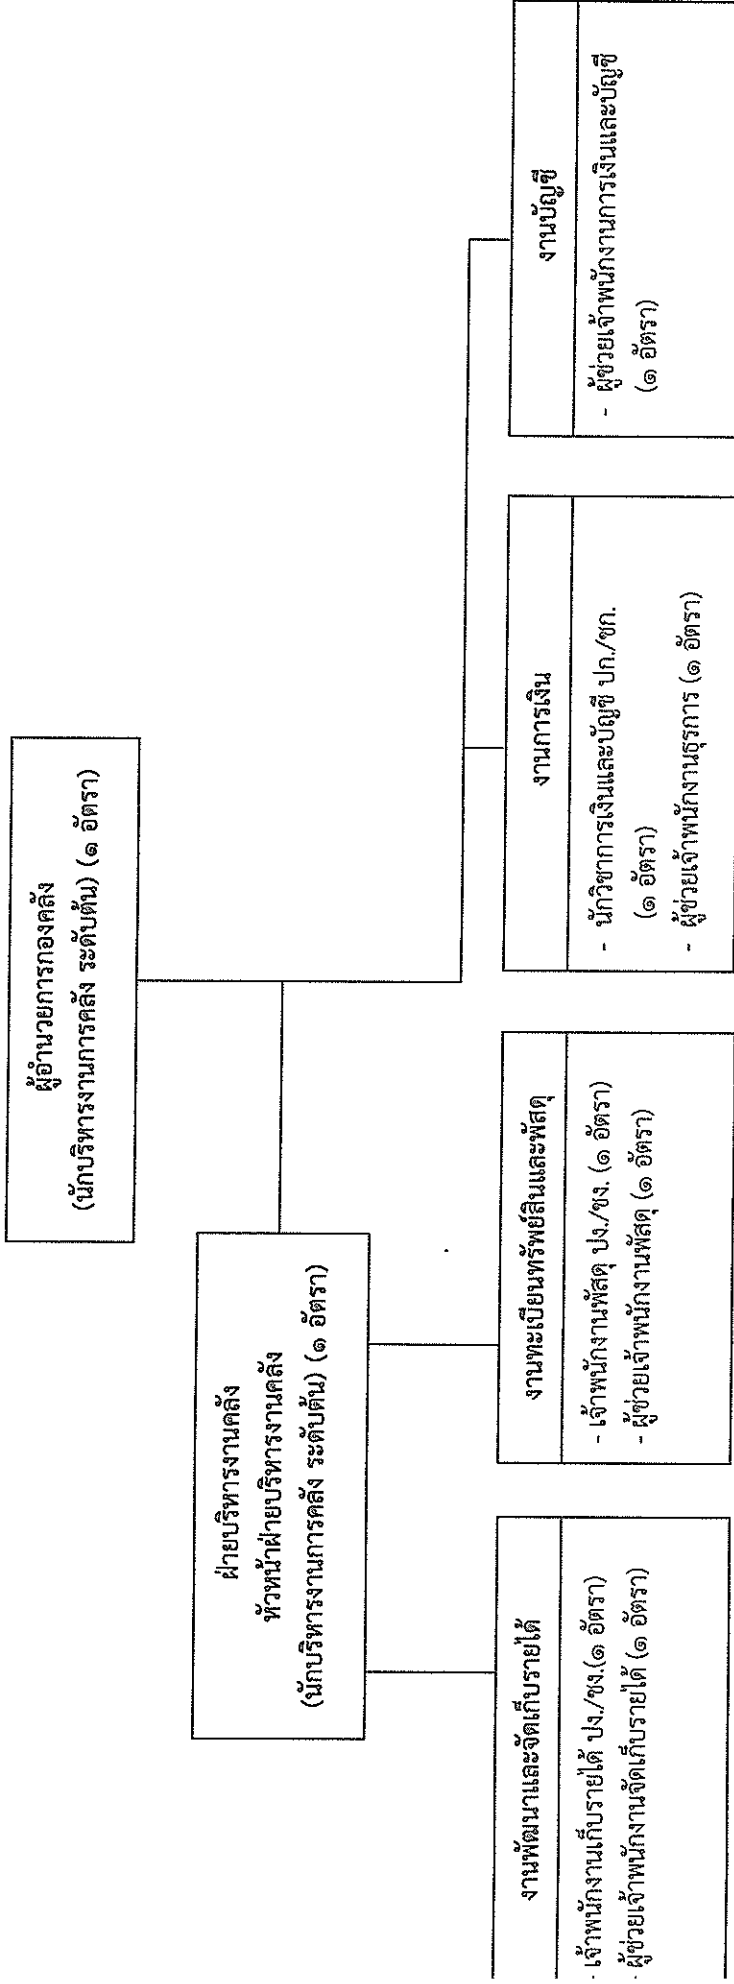 ผู้อำนวยการกองคลัง
(นักบริหารงานการคลัง ระดับต้น) (๑ อัตรา)
ฝ่ายบริหารงานคลัง
หัวหน้าฝ่ายบริหารงานคลัง
(นักบริหารงานการคลัง ระดับต้น) (๑ อัตรา)
งานพัฒนาและจัดเก็บรายได้
- เจ้าพนักงานเก็บรายได้ ปง./ชง.(๑ อัตรา)
- ผู้ช่วยเจ้าพนักงานจัดเก็บรายได้ (๑ อัตรา)
งานทะเบียนทรัพย์สินและพัสดุ
- เจ้าพนักงานพัสดุ ปง./ชง. (๑ อัตรา)
- ผู้ช่วยเจ้าพนักงานพัสดุ (๑ อัตรา)
งานการเงิน
- นักวิชาการเงินและบัญชี ปก./ชก.
(๑ อัตรา)
- ผู้ช่วยเจ้าพนักงานธุรการ (๑ อัตรา)
งานบัญชี
- ผู้ช่วยเจ้าพนักงานการเงินและบัญชี
(๑ อัตรา)